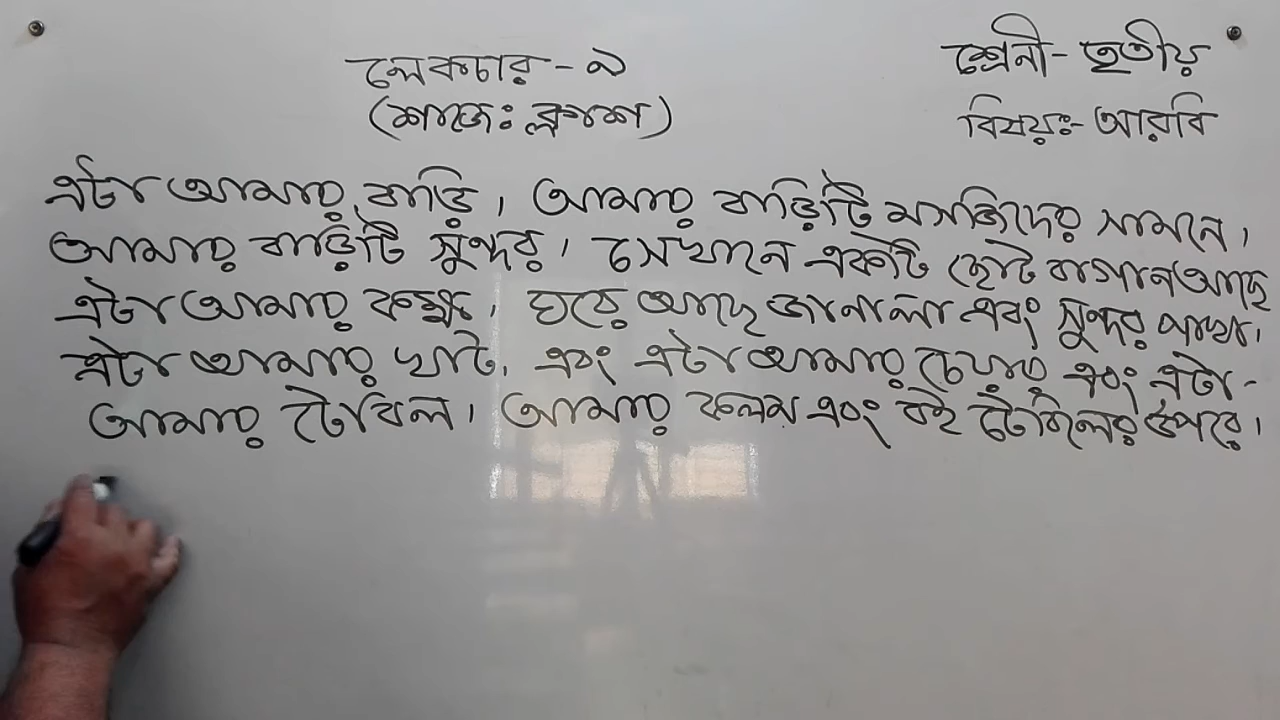 লেকচার - ৯
(শাজে: ক্লাশ)
শ্রেনী - তৃতীয়
বিষয়:- আরবি
এটা আমার বাড়ি। আমার বাড়িটি মসজিদের সামনে।
আমার বাড়িটি সুন্দর। সেখানে একটি ছোট বাগান আছে
এটা আমার কক্ষ। ঘরে আছে জানালা এবং সুন্দর পাখা।
এটা আমার খাট, এবং এটা আমার চেয়ার এবং এটা-
আমার টেবিল। আমার কলম এবং বই টেবিলের উপরে।